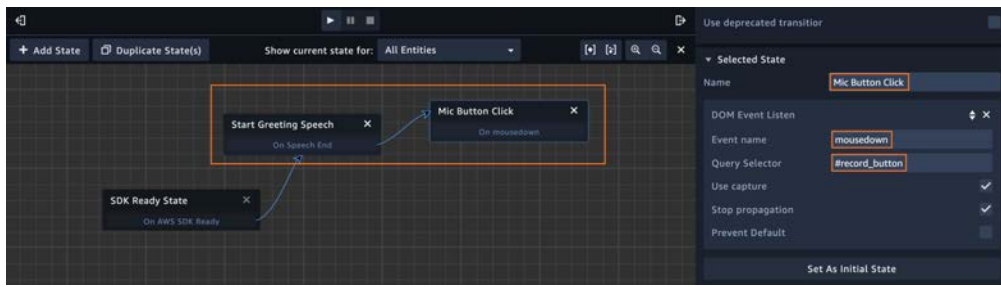 + Add State
Duplicate State(s)
Show current state for:
All Entities
Start Greeting Speech
On Speech End
Mic Button Click
On mousedown
SDK Ready State
On AWS SDK Ready
Use deprecated transitior
Selected State
Name
Mic Button Click
DOM Event Listen
Event name
mousedown
Query Selector
#record_button
Use capture
Stop propagation
Prevent Default
Set As Initial State